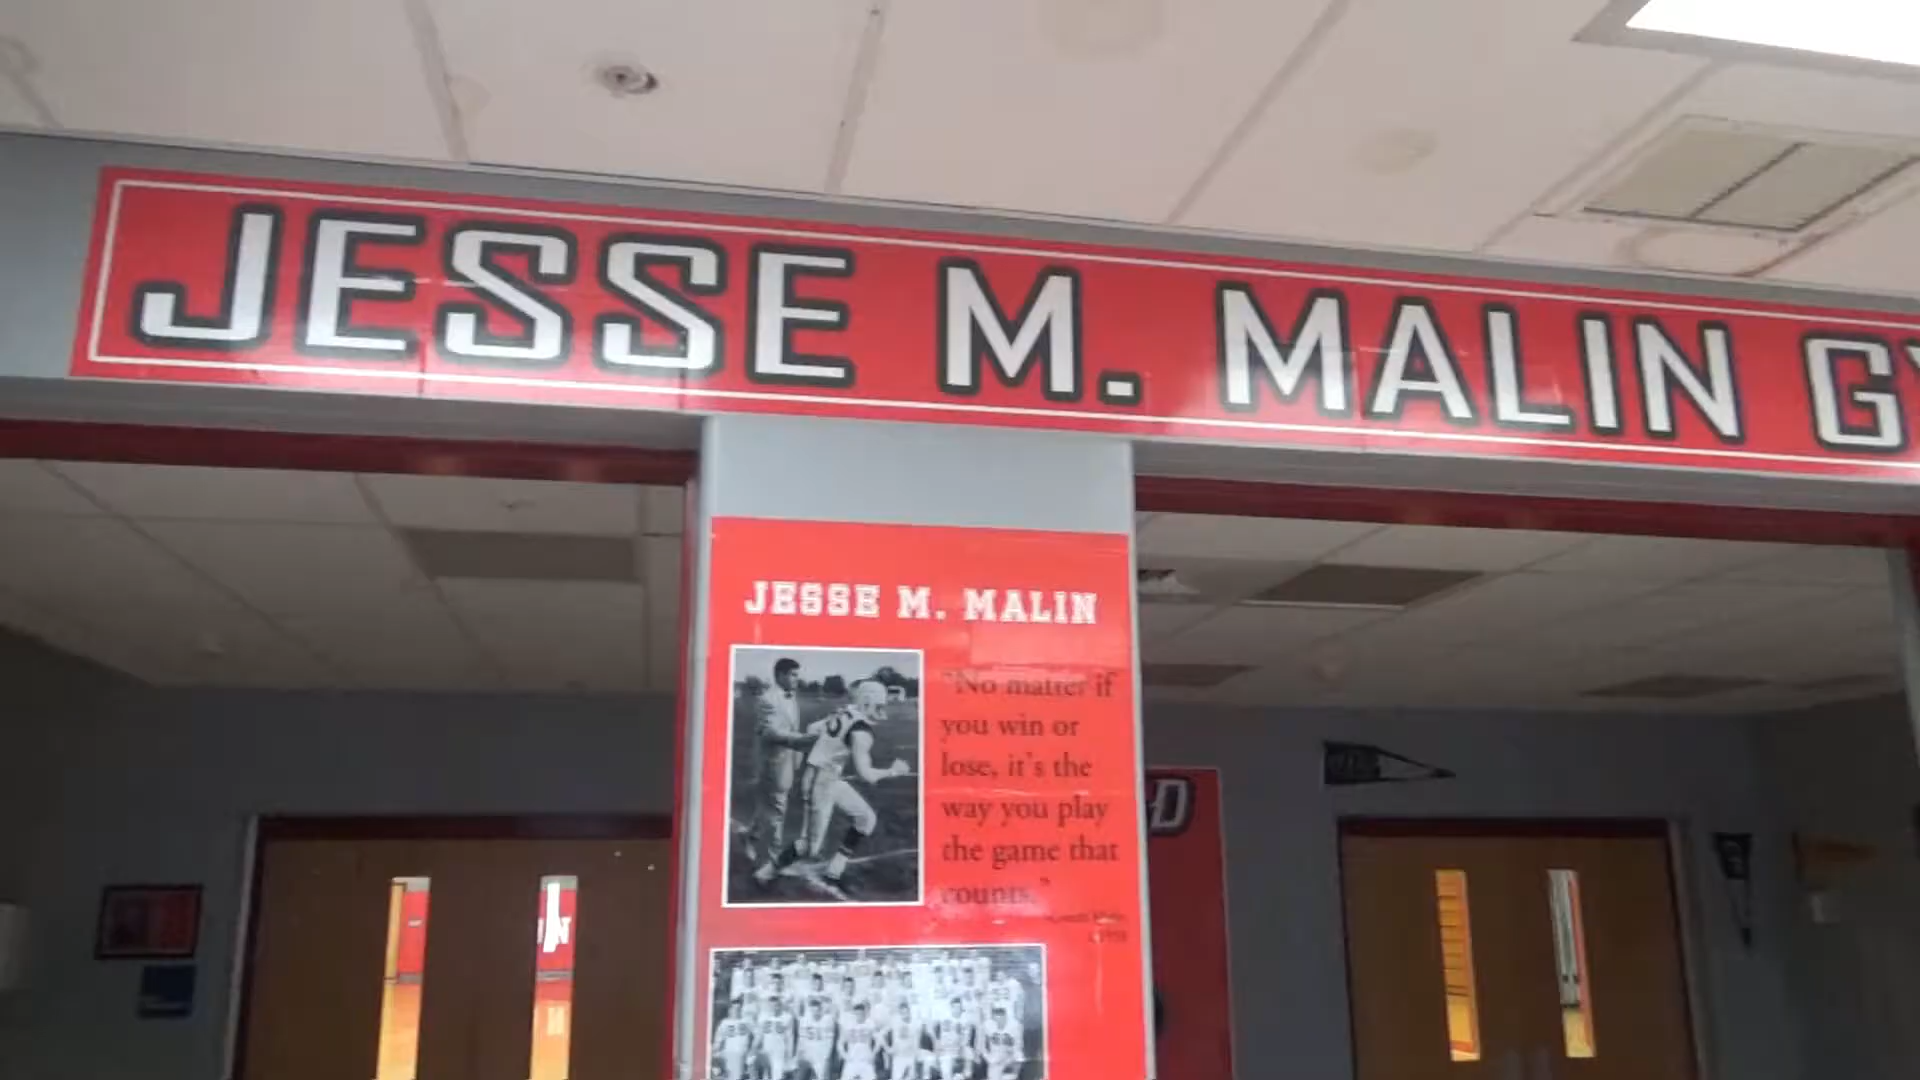 JESSE M. MALIN G
JESSE M. MALIN
"No matter if
you win or
lose, it's the
way you play
the game that
counts."